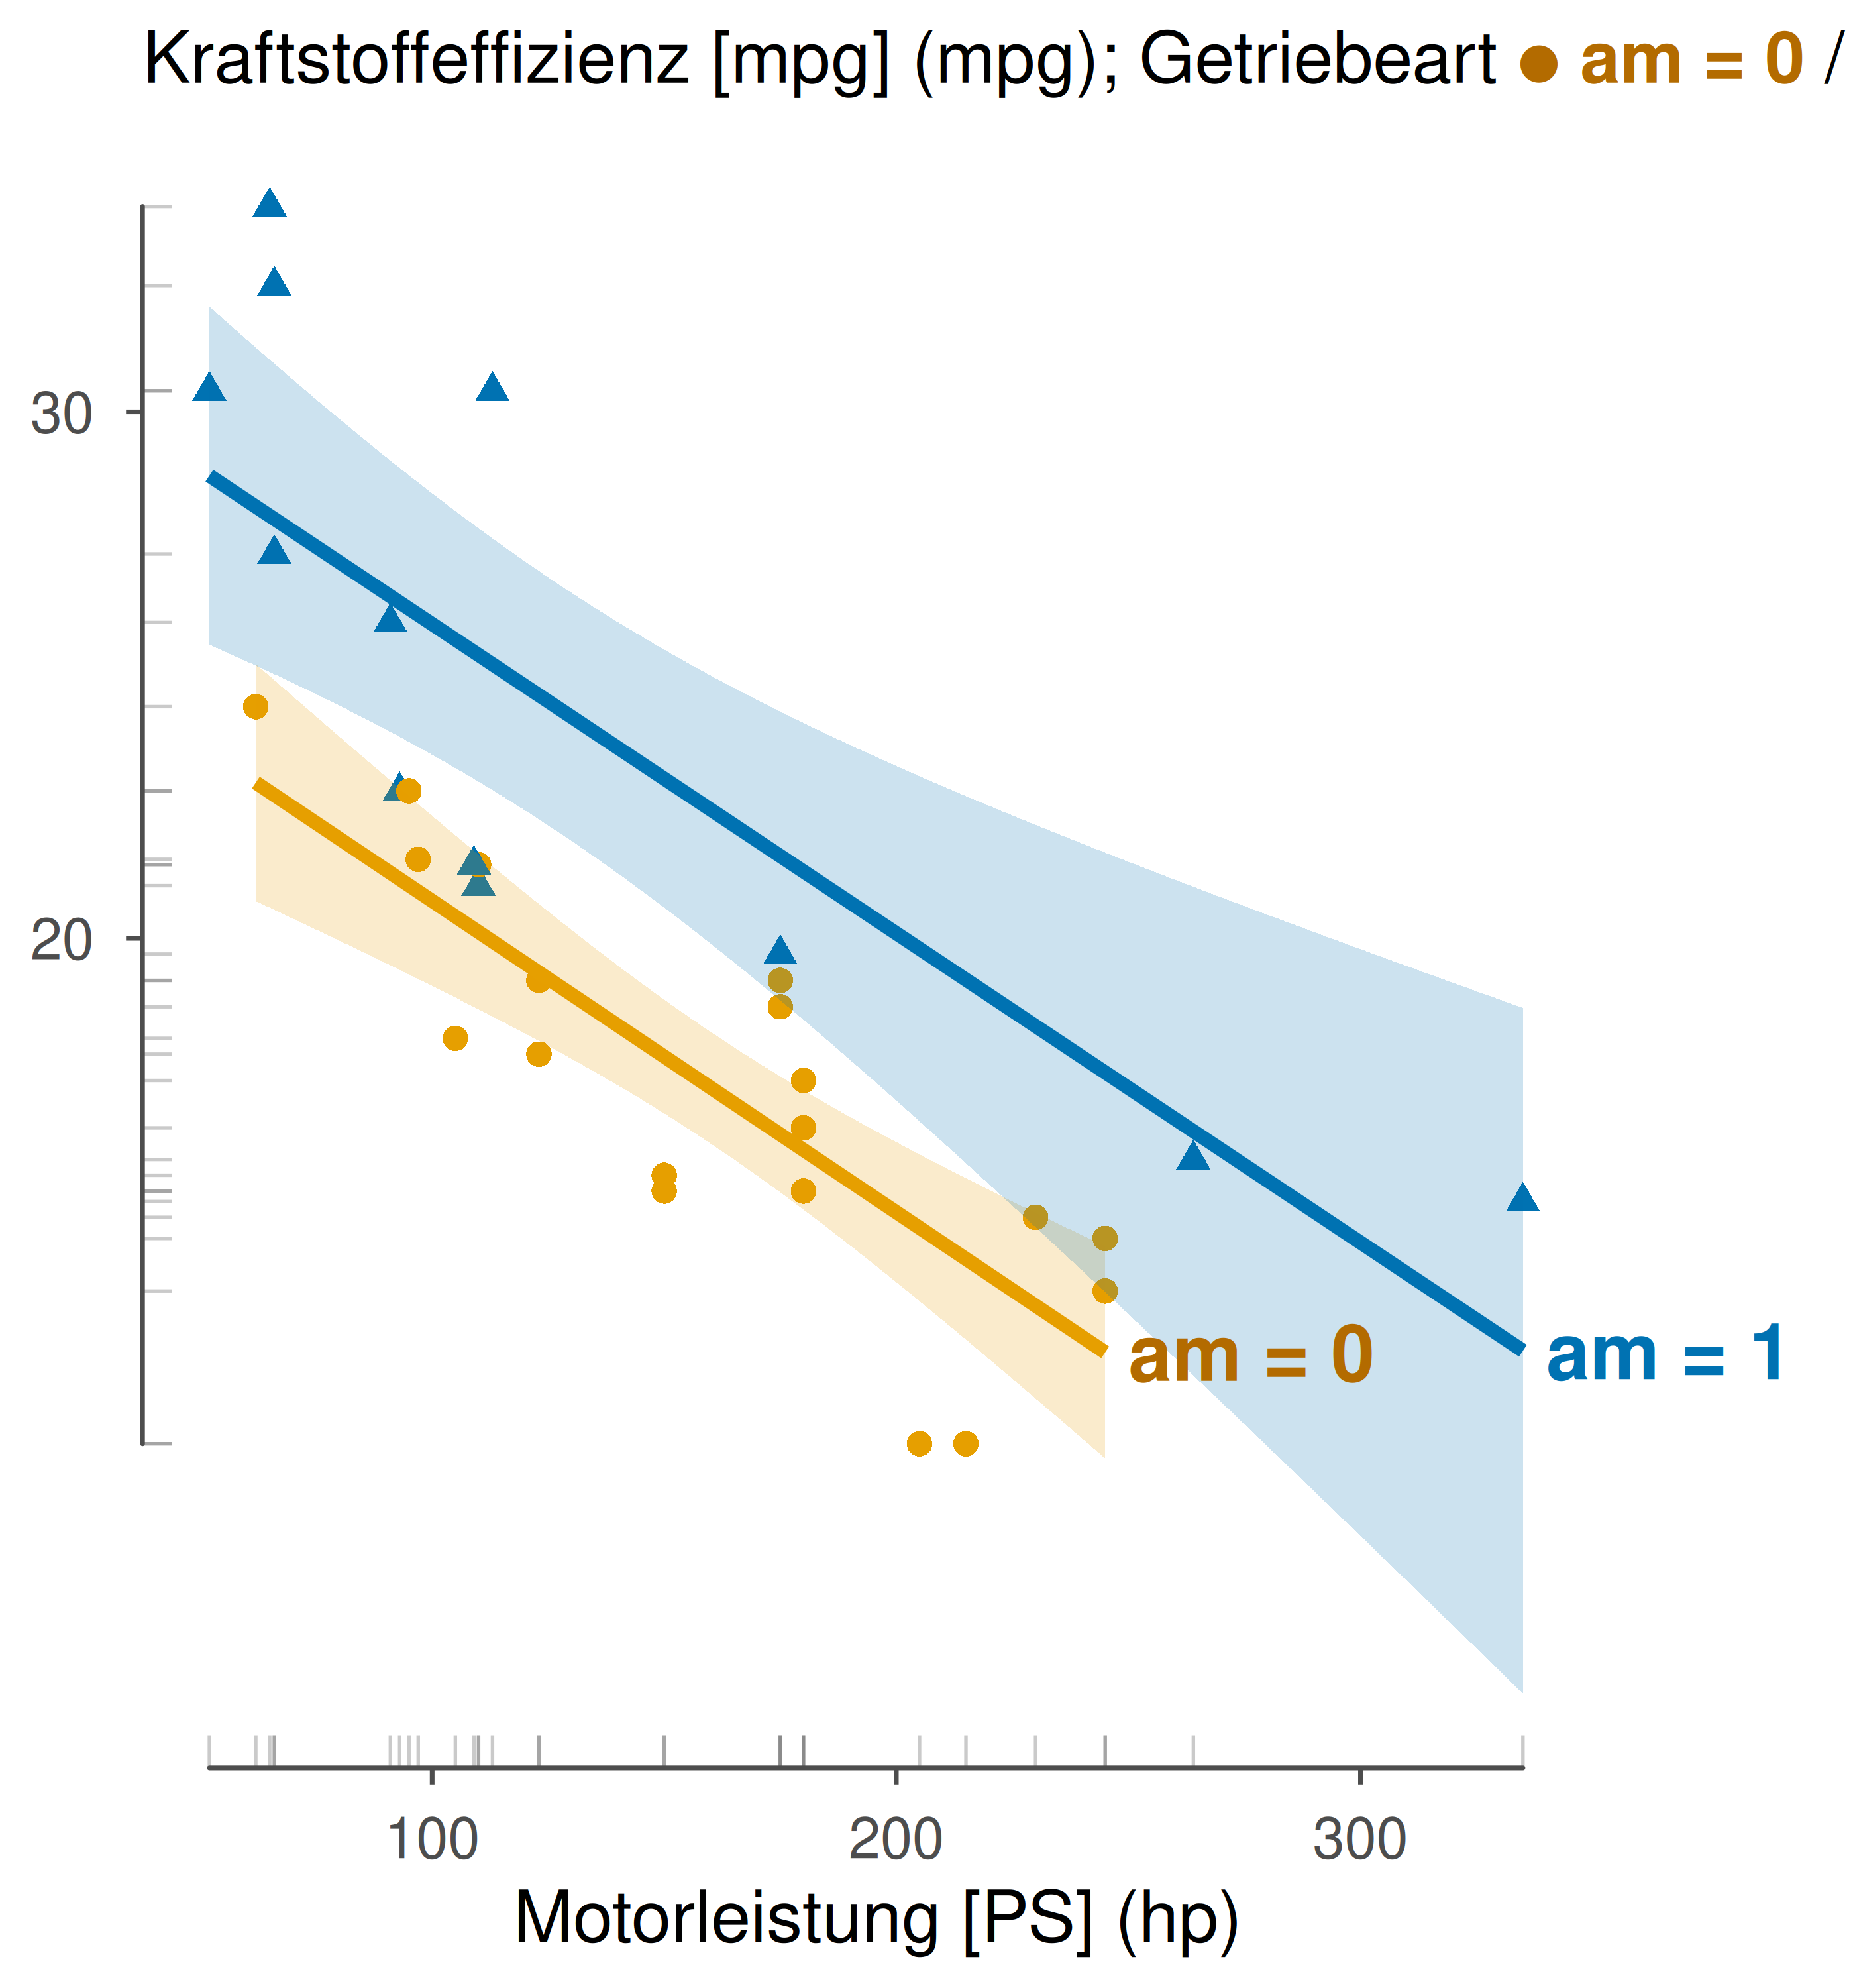 Kraftstoffeffizienz [mpg] (mpg); Getriebeart ● am = 0 /
30
20
am = 0
am = 1
100 200 300
Motorleistung [PS] (hp)